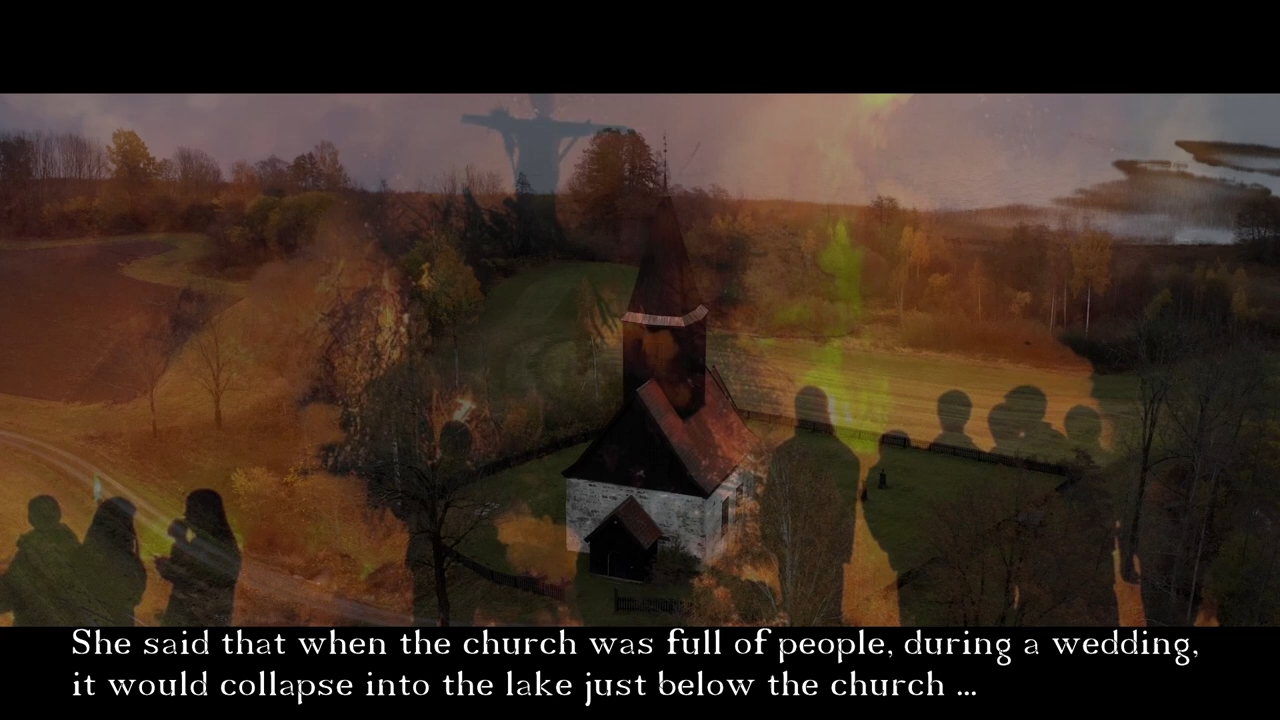 She said that when the church was full of people, during a wedding,
it would collapse into the lake just below the church ...